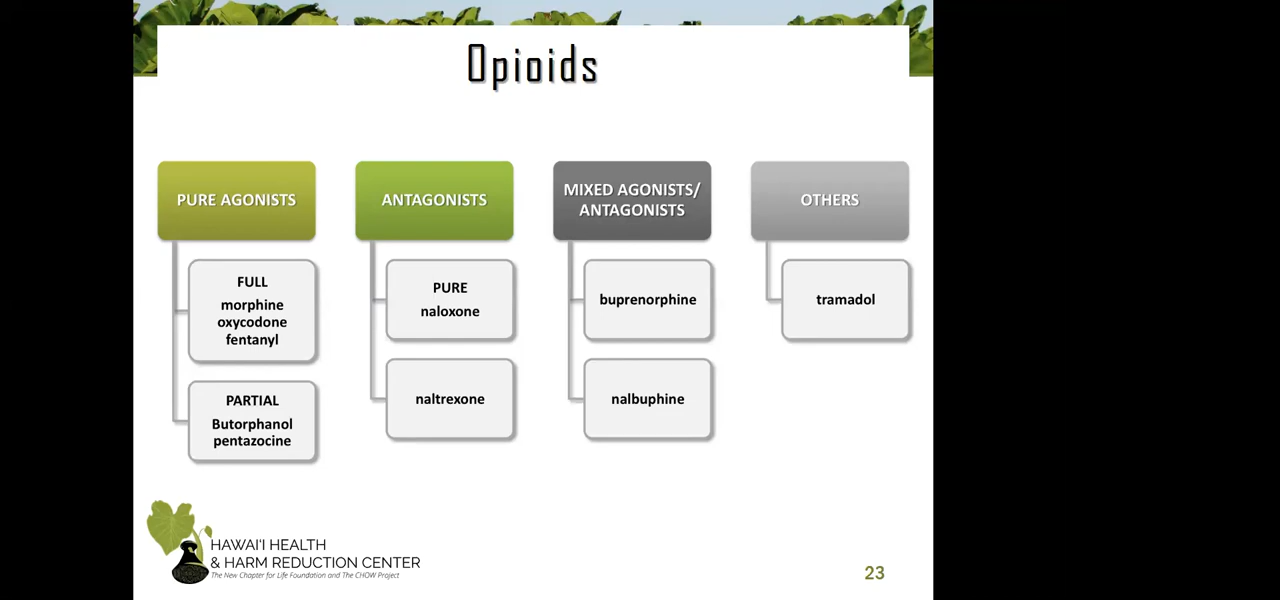 Opioids
PURE AGONISTS
FULL
morphine
oxycodone
fentanyl
PARTIAL
Butorphanol
pentazocine
ANTAGONISTS
PURE
naloxone
naltrexone
MIXED AGONISTS/
ANTAGONISTS
buprenorphine
nalbuphine
OTHERS
tramadol
HAWAI'I HEALTH
& HARM REDUCTION CENTER
The New Chapter for Life Foundation and The CHOW Project
23